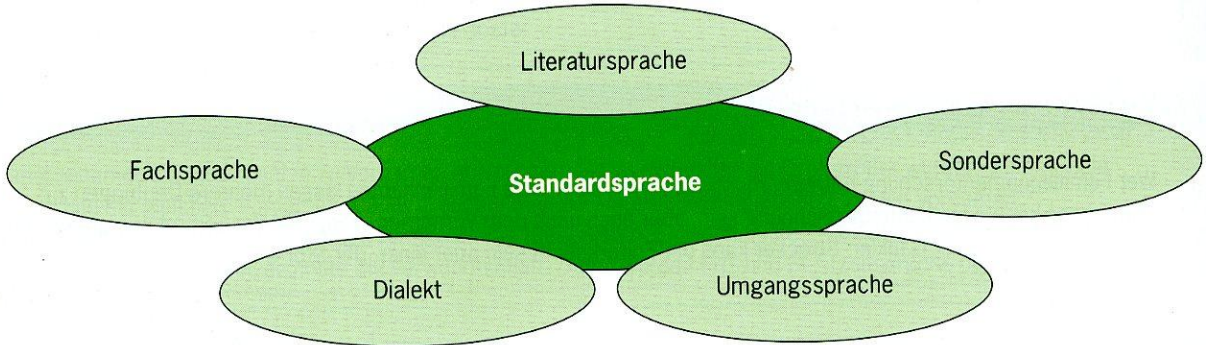 Literatursprache
Fachsprache
Standardsprache
Sondersprache
Dialekt
Umgangssprache